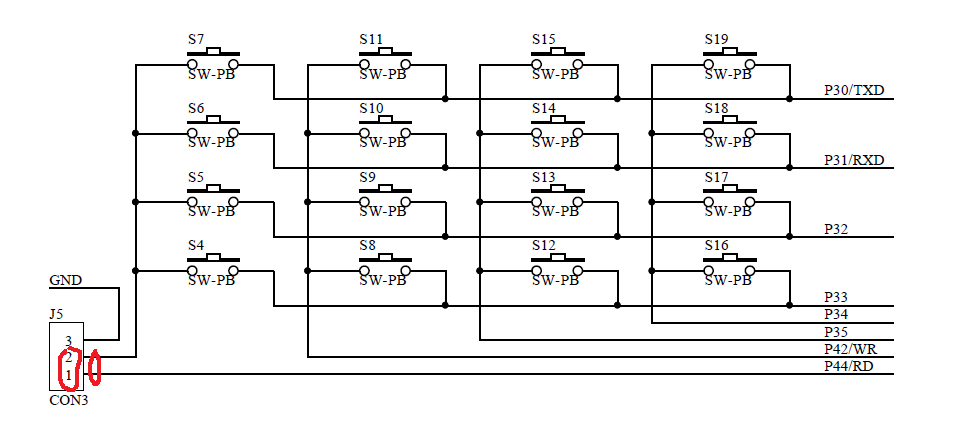 S7 S11 S15 S19
SW-PB SW-PB SW-PB SW-PB
P30/TXD
S6 S10 S14 S18
SW-PB SW-PB SW-PB SW-PB
P31/RXD
S5 S9 S13 S17
SW-PB SW-PB SW-PB SW-PB
P32
S4 S8 S12 S16
SW-PB SW-PB SW-PB SW-PB
GND
P33
J5 P34
P35
3
2 P42/WR
1 P44/RD
CON3